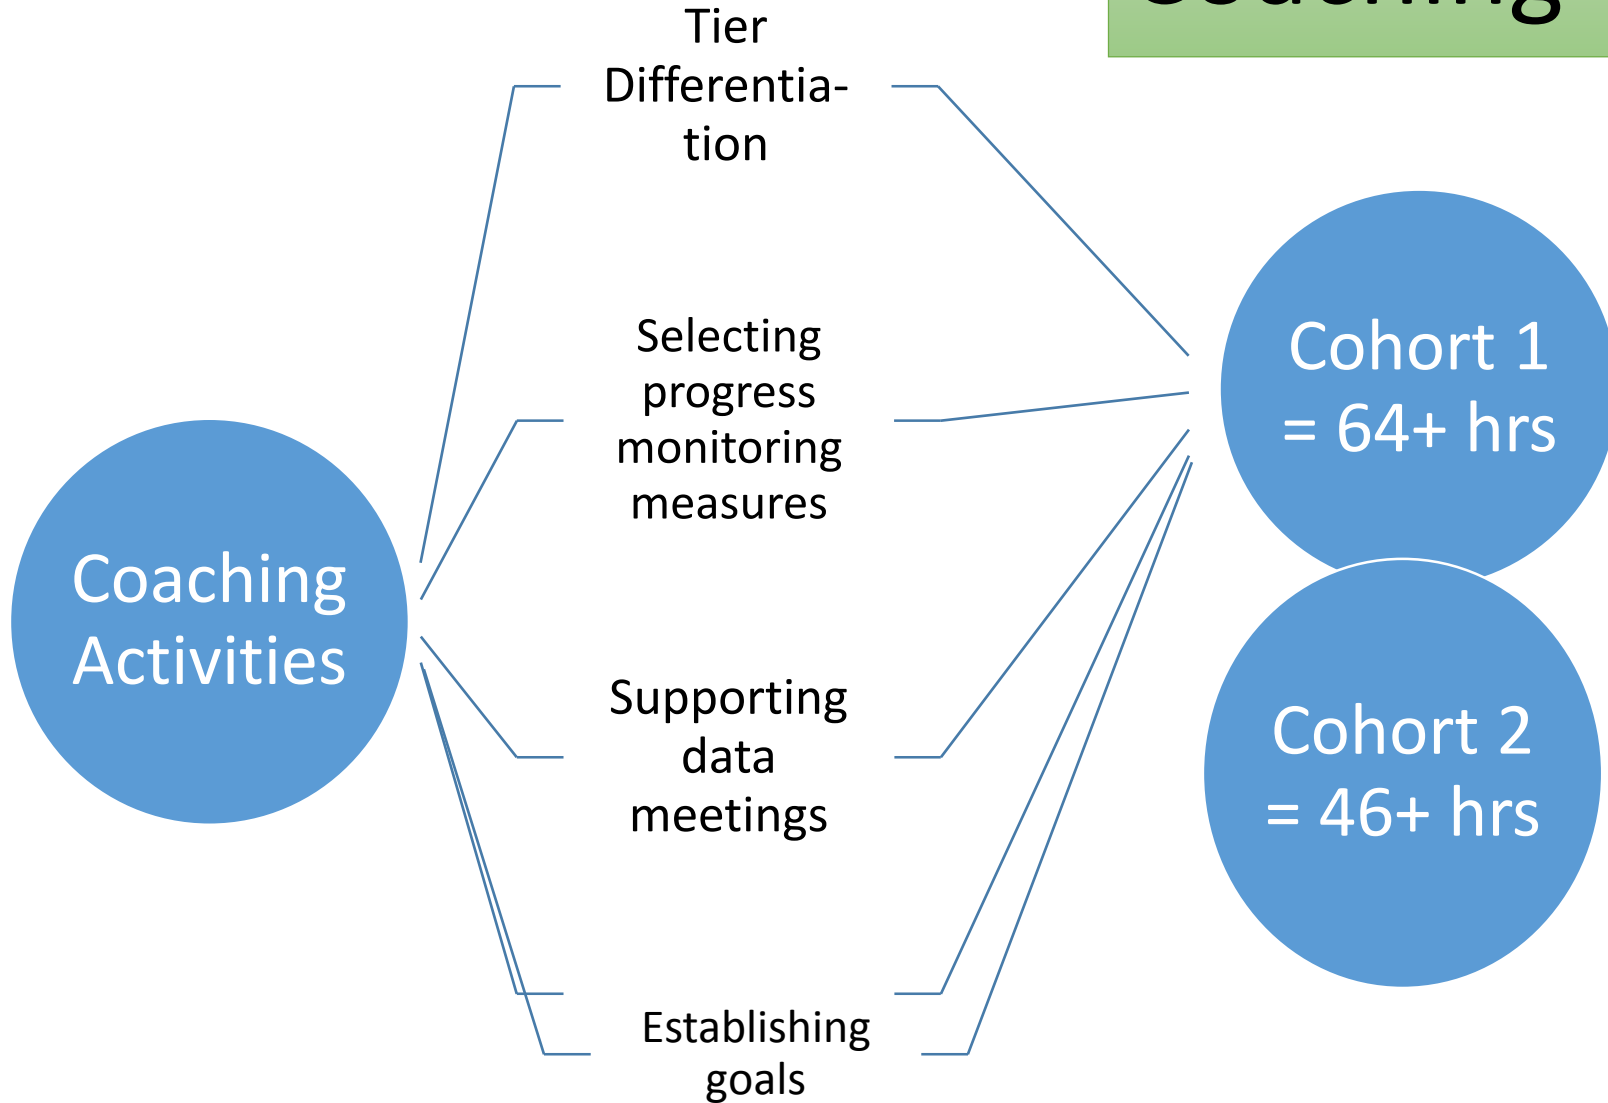 Coaching
Tier
Differentia-
tion
Selecting
progress
monitoring
measures
Supporting
data
meetings
Establishing
goals
Coaching
Activities
Cohort 1
= 64+ hrs
Cohort 2
= 46+ hrs